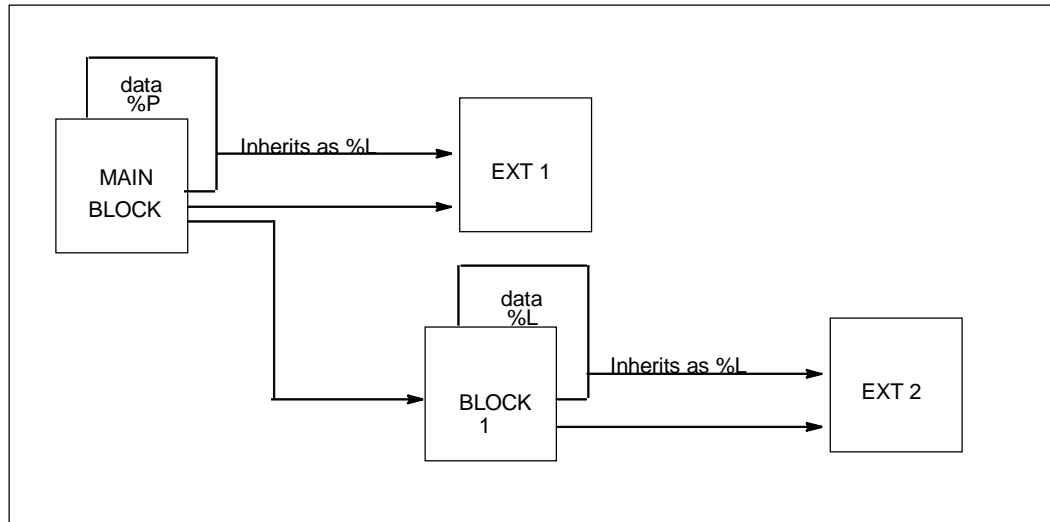 data
%P
Inherits as %L
MAIN
BLOCK
EXT 1
data
%L
Inherits as %L
BLOCK
1
EXT 2